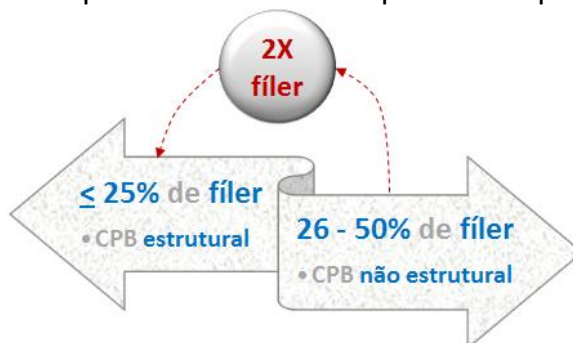 2X
fíler
≤ 25% de fíler
• CPB estrutural
26 - 50% de fíler
• CPB não estrutural